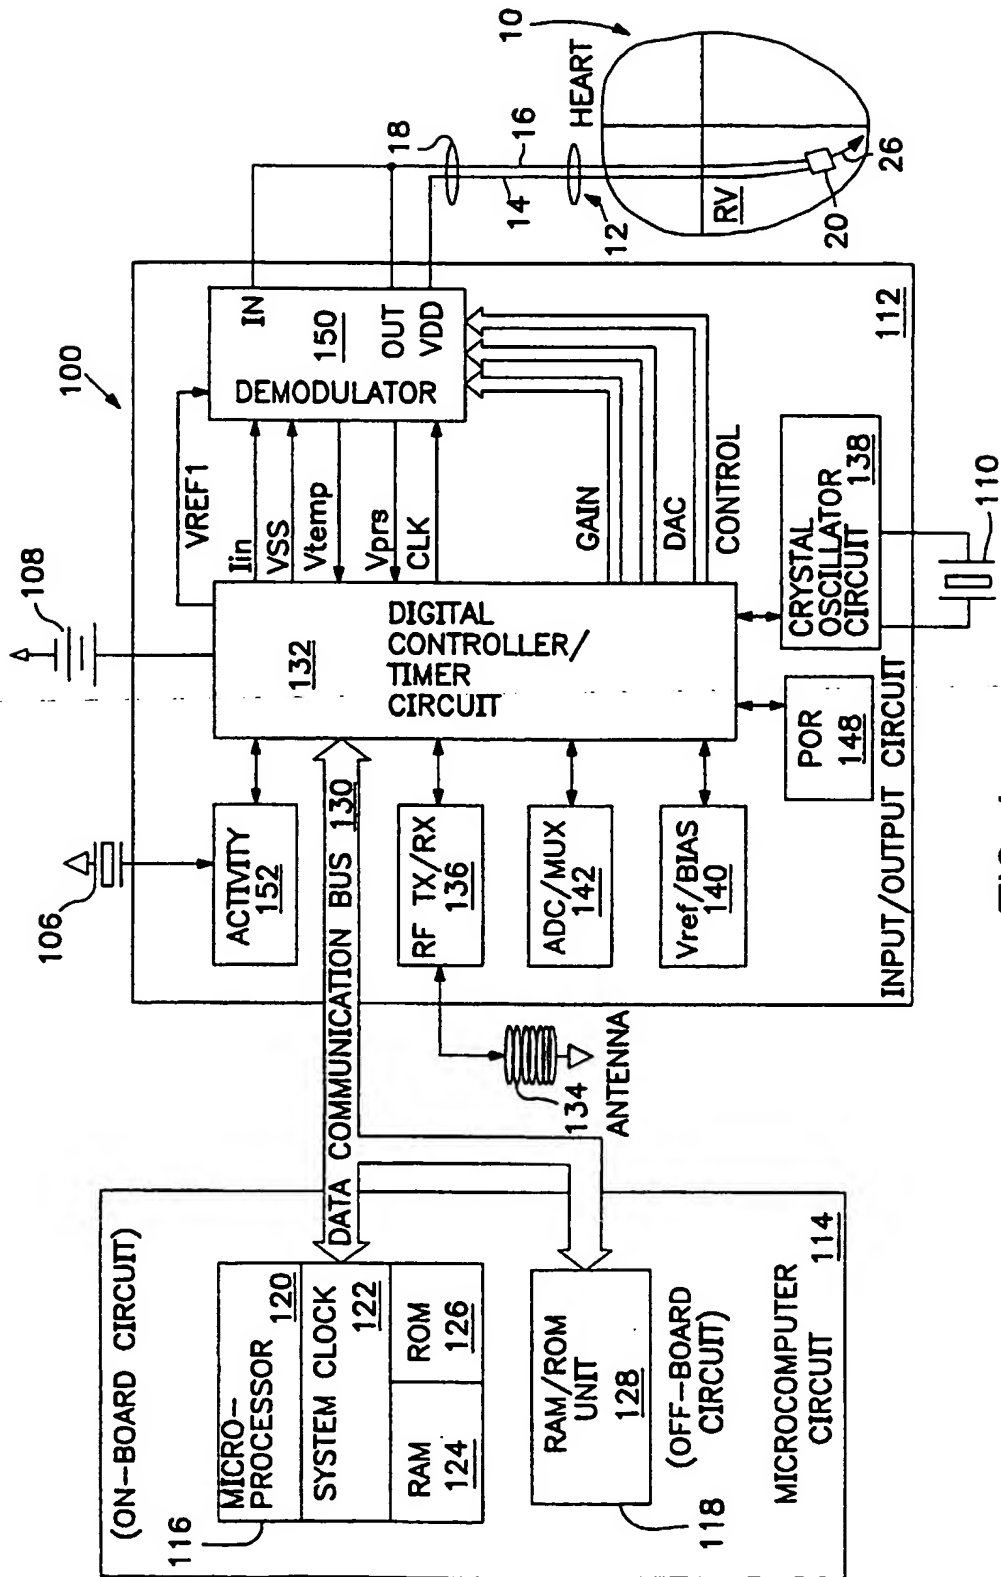 100
108
106
10
(ON-BOARD CIRCUIT)
116
MICRO-
PROCESSOR
120
SYSTEM CLOCK
122
RAM
124
ROM
126
RAM/ROM
UNIT
128
(OFF-BOARD
CIRCUIT)
118
MICROCOMPUTER
CIRCUIT
114
DATA COMMUNICATION BUS 130
134
ANTENNA
ACTIVITY
152
RF TX/RX
136
ADC/MUX
142
Vref/BIAS
140
INPUT/OUTPUT CIRCUIT
112
132
DIGITAL
CONTROLLER/
TIMER
CIRCUIT
POR
148
CRYSTAL
OSCILLATOR
CIRCUIT
138
110
VREF1
Iin
VSS
Vtemp
Vprs
CLK
GAIN
DAC
CONTROL
IN
150
OUT
VDD
DEMODULATOR
18
14
16
12
HEART
RV
20
26